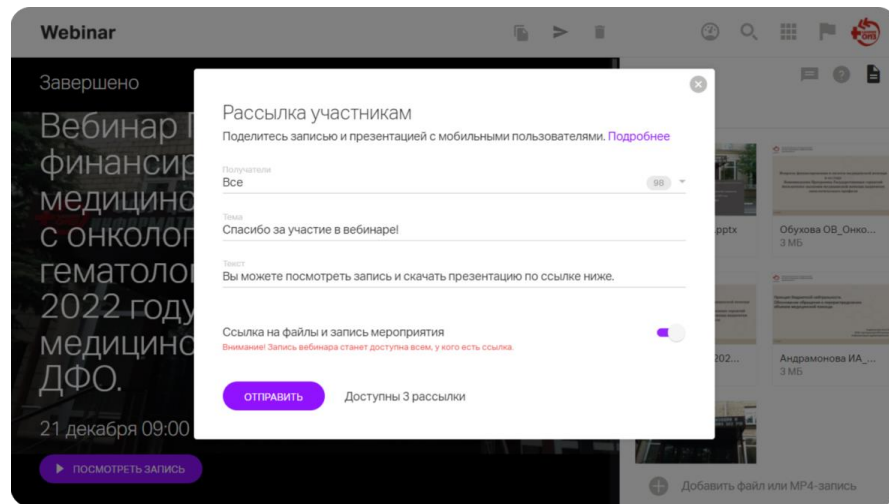 Webinar
Завершено
Вебинар
финансир
медицинс
с онколог
гематолог
2022 году
медицинс
ДФО.
21 декабря 09:00
ПОСМОТРЕТЬ ЗАПИСЬ
Рассылка участникам
Поделитесь записью и презентацией с мобильными пользователями. Подробнее
Получатели
Все
98
Тема
Спасибо за участие в вебинаре!
Текст
Вы можете посмотреть запись и скачать презентацию по ссылке ниже.
Ссылка на файлы и запись мероприятия
Внимание! Запись вебинара станет доступна всем, у кого есть ссылка.
ОТПРАВИТЬ
Доступны 3 рассылки
.pptx
Обухова ОВ_Онко...
3 МБ
202...
Андрамонова ИА_...
3 МБ
Добавить файл или MP4-запись